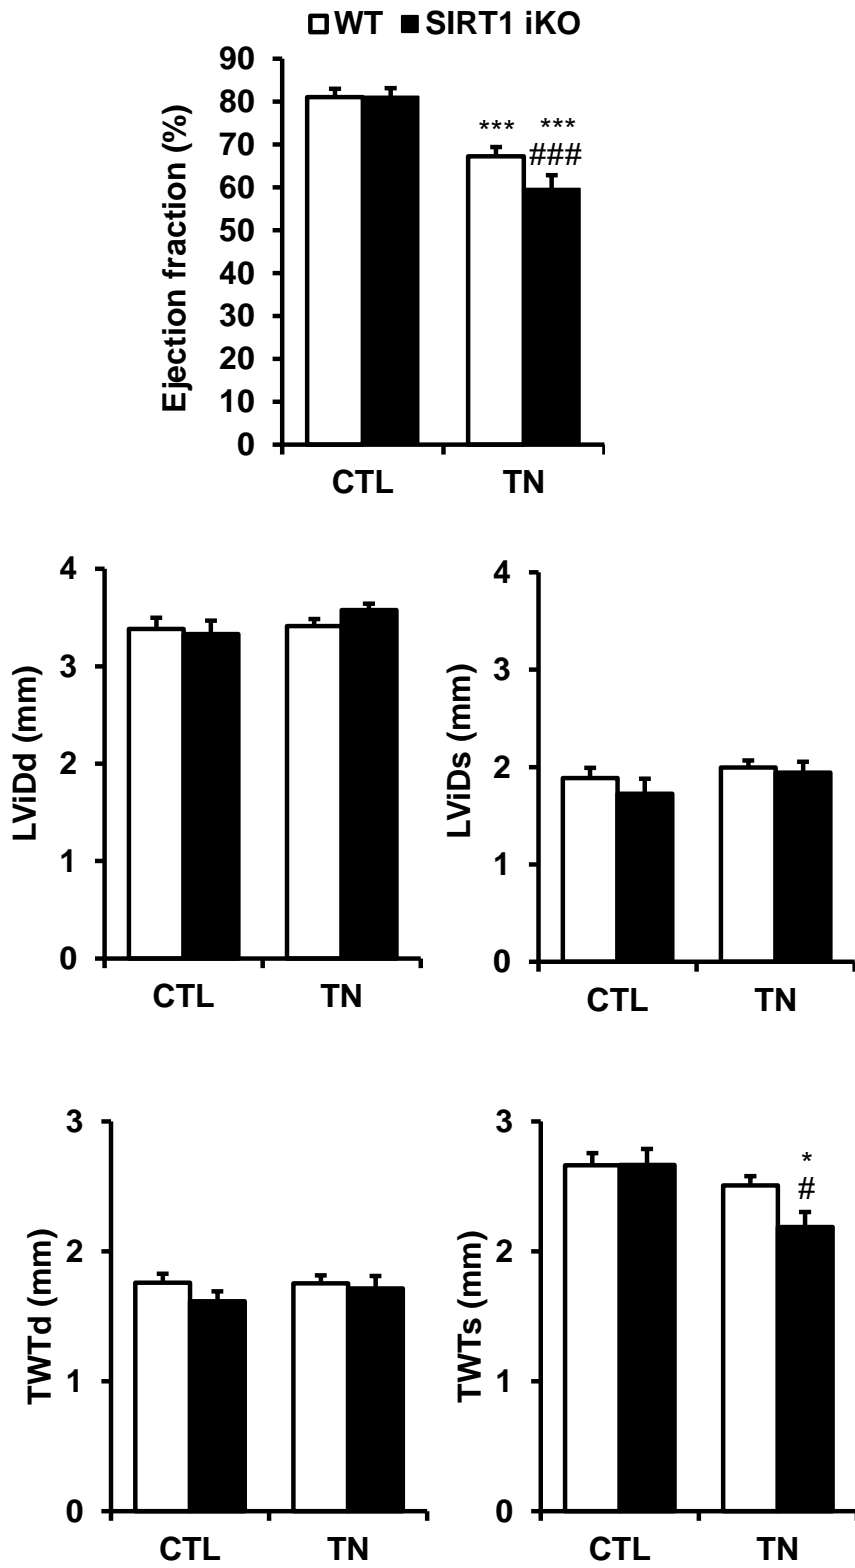 WT SIRT1 iKO
Ejection fraction (%)
90
80
70
60
50
40
30
20
10
0
*** ***
###
CTL TN
LViDd (mm)
4
3
2
1
0
CTL TN
LViDs (mm)
4
3
2
1
0
CTL TN
TWTd (mm)
3
2
1
0
CTL TN
TWTs (mm)
3
2
1
0
*
#
CTL TN